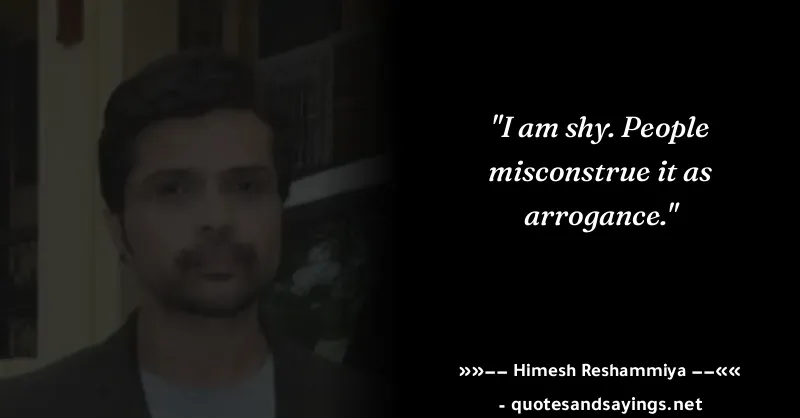 "I am shy. People
misconstrue it as
arrogance."
»»−− Himesh Reshammiya −−««
- quotesandsayings.net